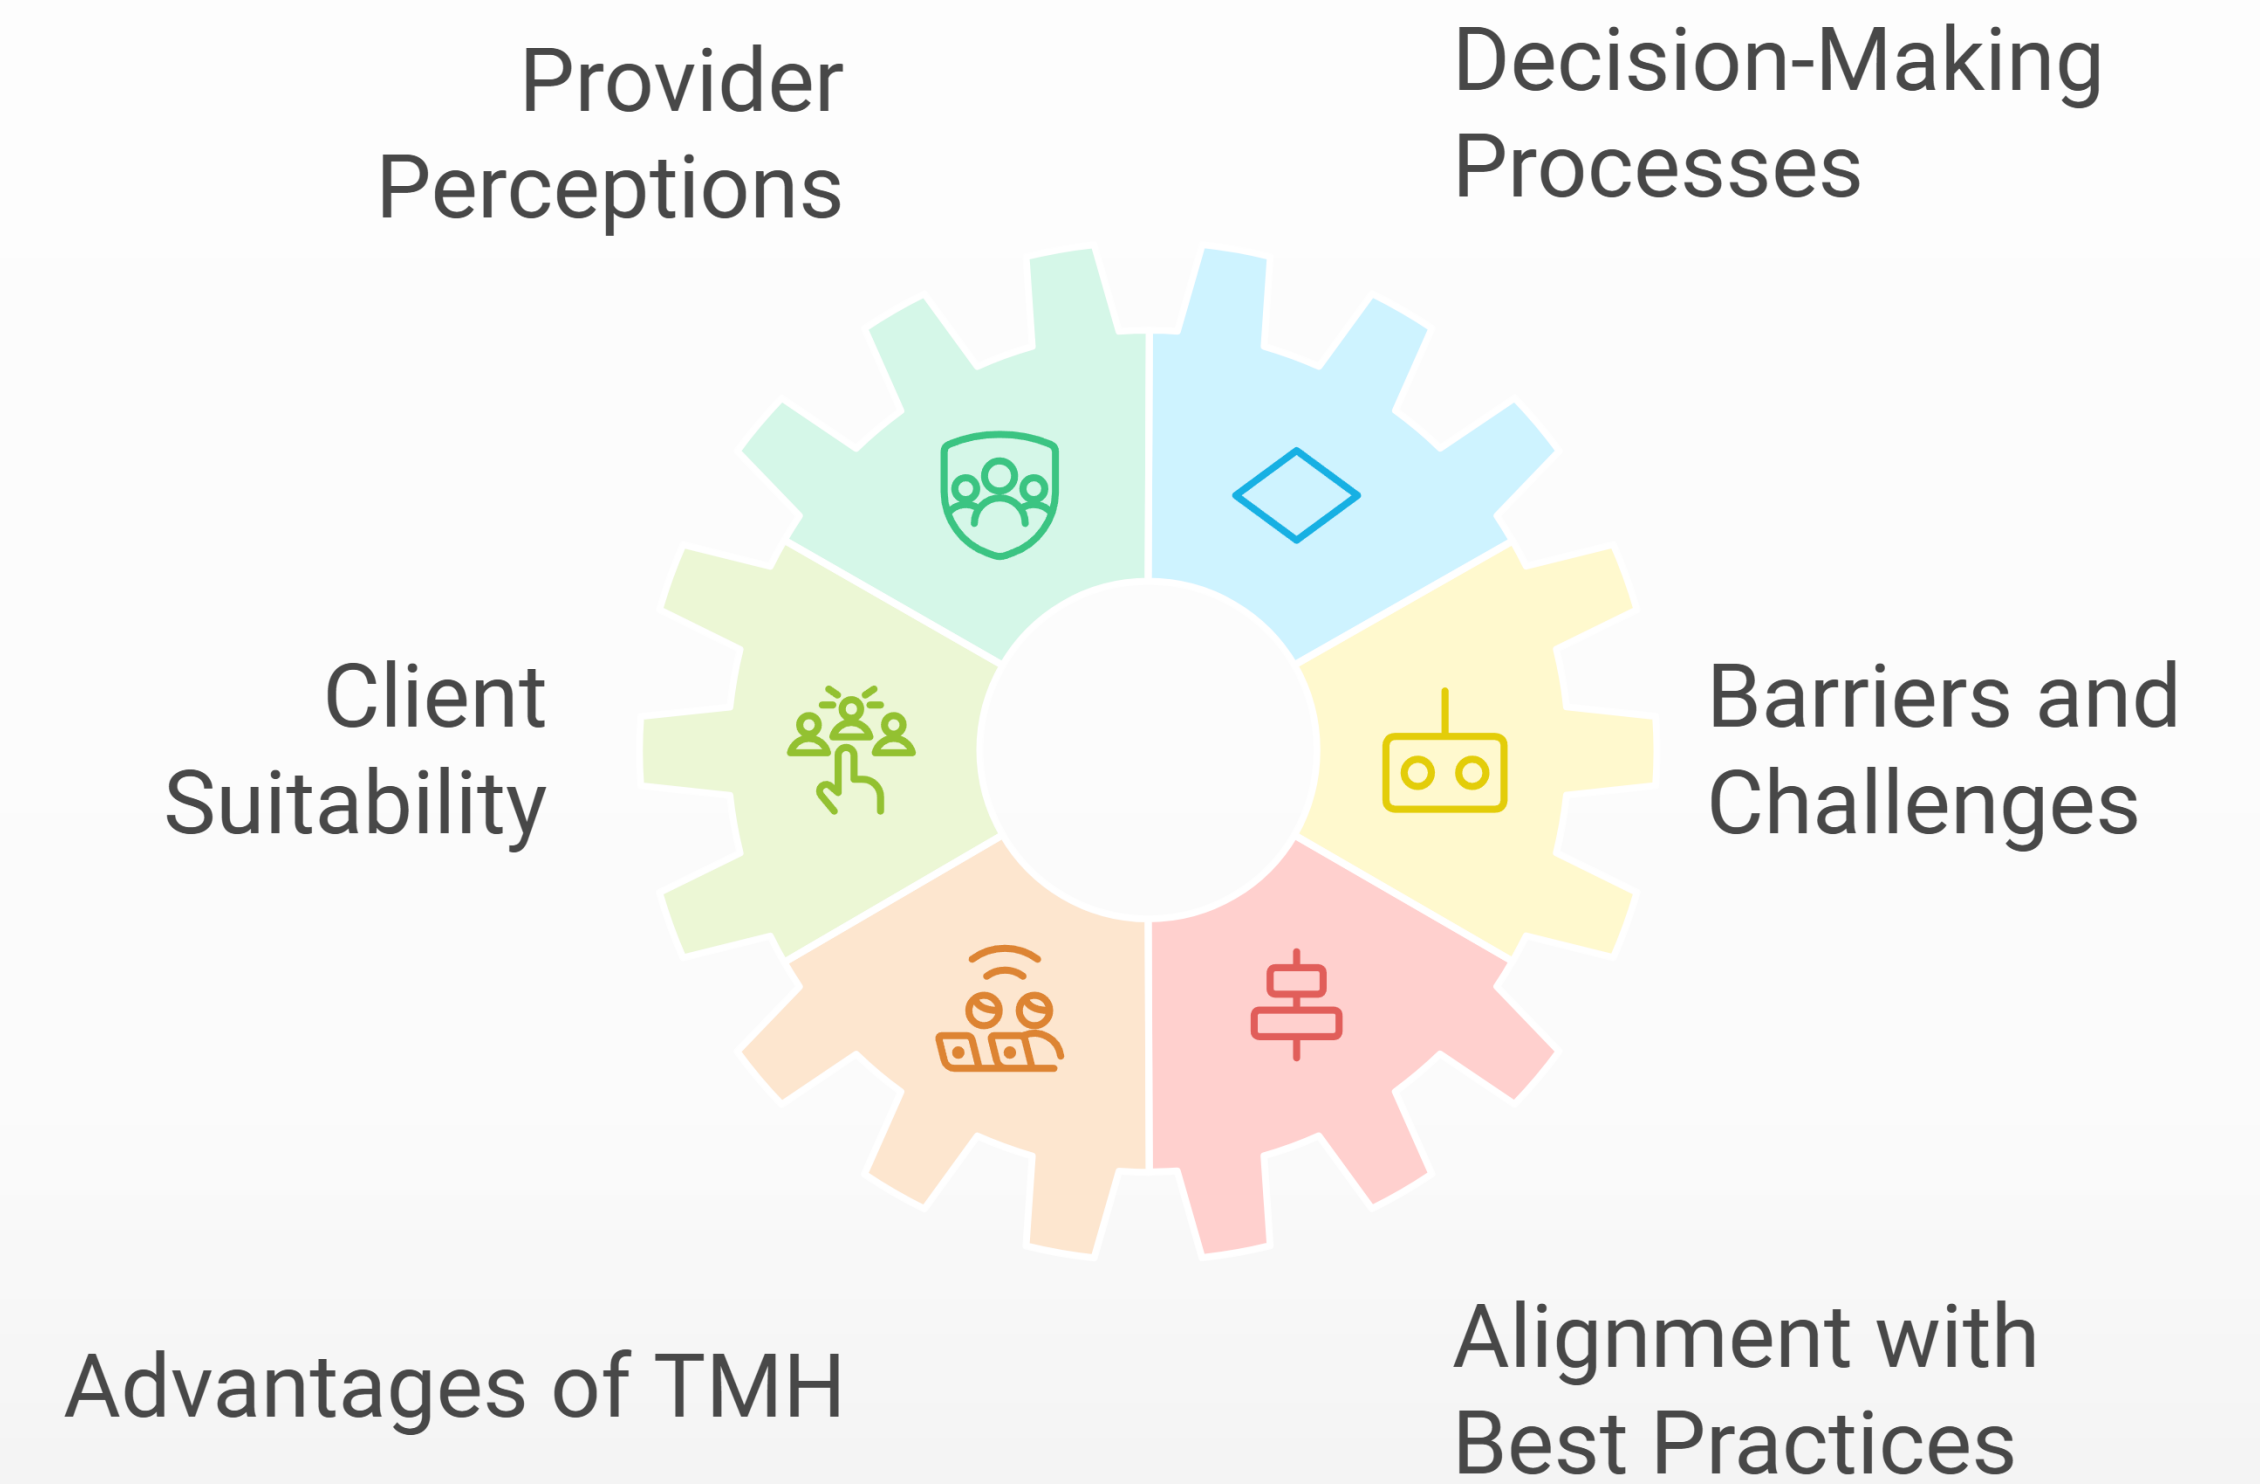 Provider
Perceptions
Decision-Making
Processes
Client
Suitability
Barriers and
Challenges
Advantages of TMH
Alignment with
Best Practices